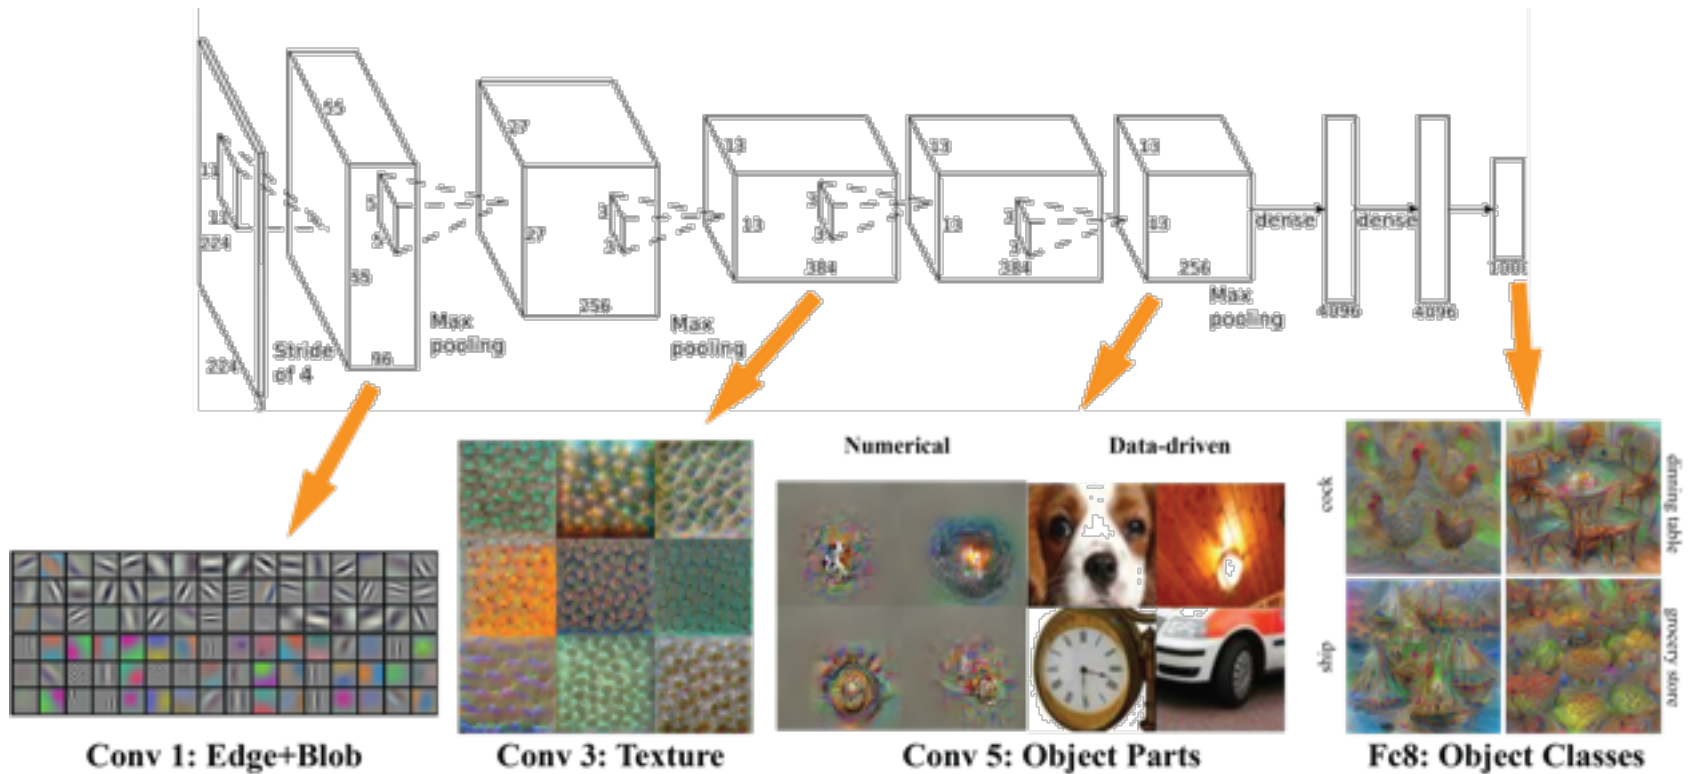 55
27
13
13
13
11
11
5
5
3
3
3
3
3
3
224
55
27
13
13
13
dense
dense
384
384
256
1000
256
4096
4096
224
Stride
of 4
96
Max
pooling
Max
pooling
Max
pooling
Numerical
Data-driven
cock
dinning table
ship
grocery store
Conv 1: Edge+Blob
Conv 3: Texture
Conv 5: Object Parts
Fc8: Object Classes